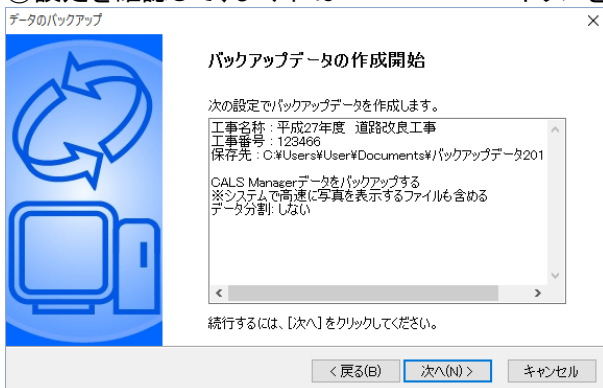 データのバックアップ
バックアップデータの作成開始
次の設定でバックアップデータを作成します。
工事名称 : 平成27年度　道路改良工事
工事番号 : 123466
保存先 : C:¥Users¥User¥Documents¥バックアップデータ201
CALS Managerデータをバックアップする
※システムで高速に写真を表示するファイルも含める
データ分割: しない
続行するには、[次へ] をクリックしてください。
< 戻る(B)
次へ(N) >
キャンセル